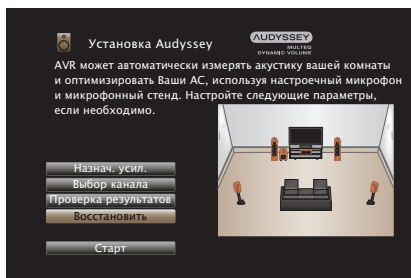 Установка Audyssey
AUDYSSEY
MULTEQ
DYNAMIC VOLUME
AVR может автоматически измерять акустику вашей комнаты
и оптимизировать Ваши АС, используя настроечный микрофон
и микрофонный стенд. Настройте следующие параметры,
если необходимо.
Назнач. усил.
Выбор канала
Проверка результатов
Восстановить
Старт